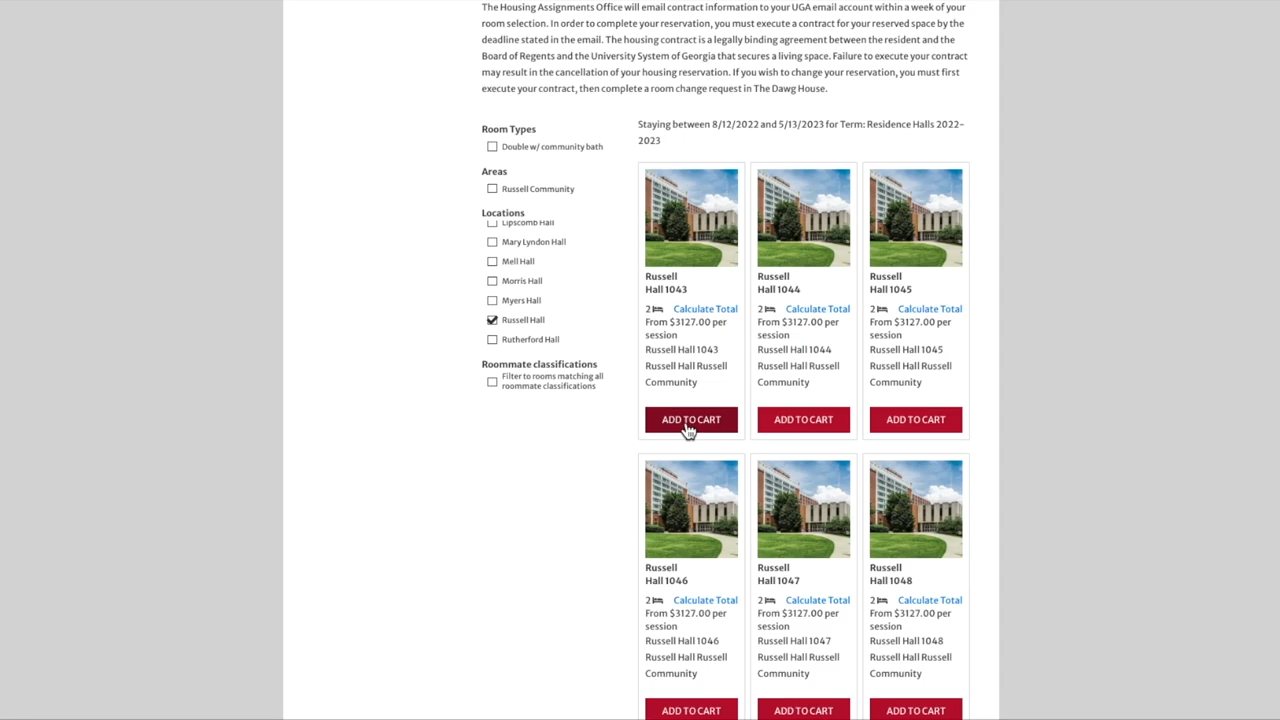 The Housing Assignments Office will email contract information to your UGA email account within a week of your
room selection. In order to complete your reservation, you must execute a contract for your reserved space by the
deadline stated in the email. The housing contract is a legally binding agreement between the resident and the
Board of Regents and the University System of Georgia that secures a living space. Failure to execute your contract
may result in the cancellation of your housing reservation. If you wish to change your reservation, you must first
execute your contract, then complete a room change request in The Dawg House.
Room Types
Double w/ community bath
Areas
Russell Community
Locations
Lipscomb Hall
Mary Lyndon Hall
Mell Hall
Morris Hall
Myers Hall
Russell Hall
Rutherford Hall
Roommate classifications
Filter to rooms matching all
roommate classifications
Staying between 8/12/2022 and 5/13/2023 for Term: Residence Halls 2022-
2023
Russell
Hall 1043
2 Calculate Total
From $3127.00 per
session
Russell Hall 1043
Russell Hall Russell
Community
ADD TO CART
Russell
Hall 1044
2 Calculate Total
From $3127.00 per
session
Russell Hall 1044
Russell Hall Russell
Community
ADD TO CART
Russell
Hall 1045
2 Calculate Total
From $3127.00 per
session
Russell Hall 1045
Russell Hall Russell
Community
ADD TO CART
Russell
Hall 1046
2 Calculate Total
From $3127.00 per
session
Russell Hall 1046
Russell Hall Russell
Community
ADD TO CART
Russell
Hall 1047
2 Calculate Total
From $3127.00 per
session
Russell Hall 1047
Russell Hall Russell
Community
ADD TO CART
Russell
Hall 1048
2 Calculate Total
From $3127.00 per
session
Russell Hall 1048
Russell Hall Russell
Community
ADD TO CART